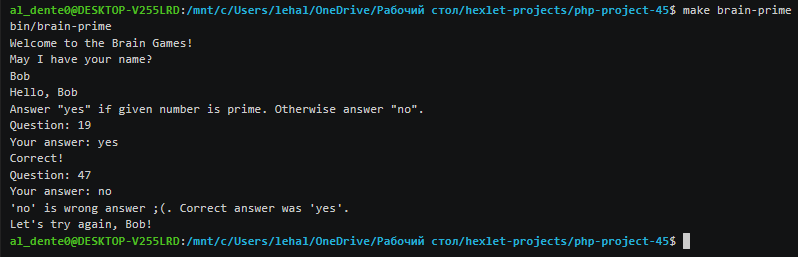 al_dente0@DESKTOP-V255LRD:/mnt/c/Users/lehal/OneDrive/Рабочий стол/hexlet-projects/php-project-45$ make brain-prime
bin/brain-prime
Welcome to the Brain Games!
May I have your name?
Bob
Hello, Bob
Answer "yes" if given number is prime. Otherwise answer "no".
Question: 19
Your answer: yes
Correct!
Question: 47
Your answer: no
'no' is wrong answer ;(. Correct answer was 'yes'.
Let's try again, Bob!
al_dente0@DESKTOP-V255LRD:/mnt/c/Users/lehal/OneDrive/Рабочий стол/hexlet-projects/php-project-45$